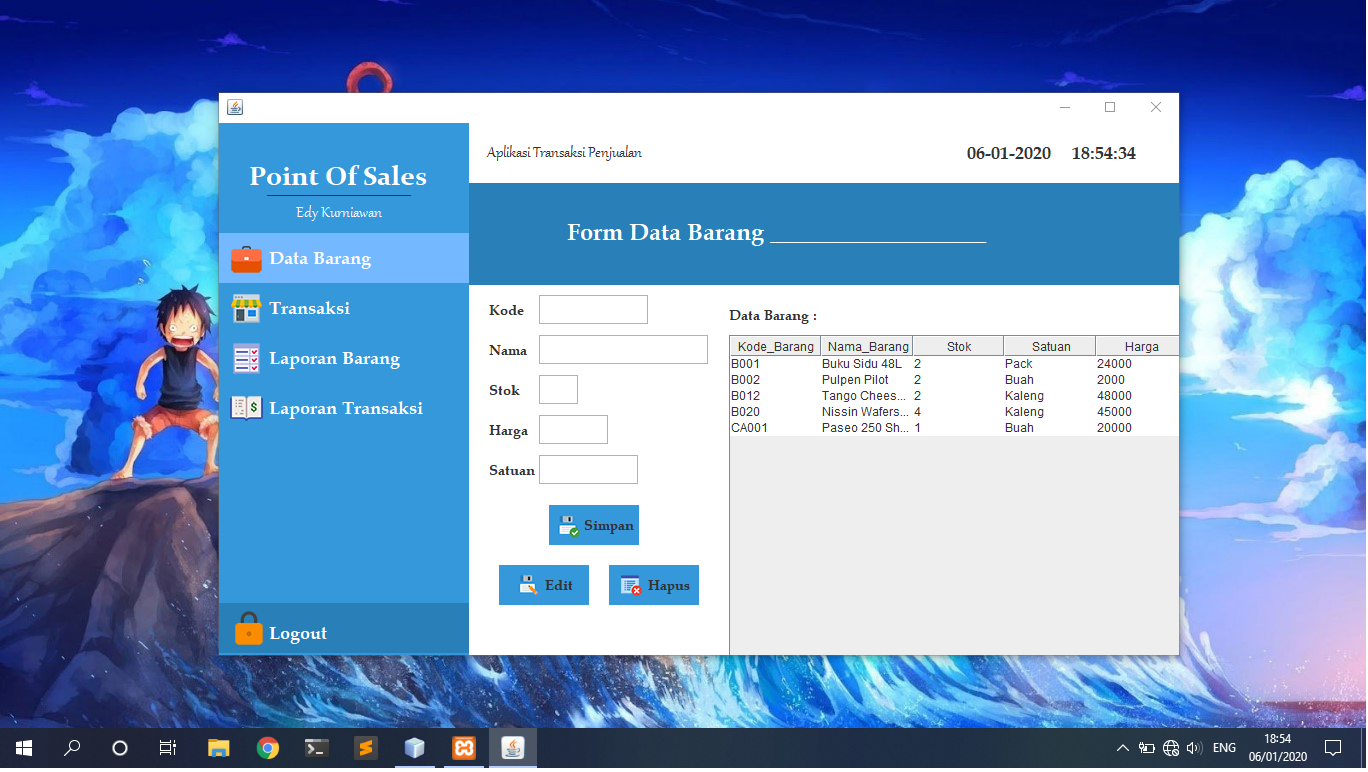 Point Of Sales
Edy Kurniawan
Data Barang
Transaksi
Laporan Barang
Laporan Transaksi
Logout
Aplikasi Transaksi Penjualan
06-01-2020 18:54:34
Form Data Barang __________________
Kode
Nama
Stok
Harga
Satuan
Simpan
Edit Hapus
Data Barang :
Kode_Barang Nama_Barang Stok Satuan Harga
B001 Buku Sidu 48L 2 Pack 24000
B002 Pulpen Pilot 2 Buah 2000
B012 Tango Chees... 2 Kaleng 48000
B020 Nissin Wafers... 4 Kaleng 45000
CA001 Paseo 250 Sh... 1 Buah 20000
ENG
18:54
06/01/2020